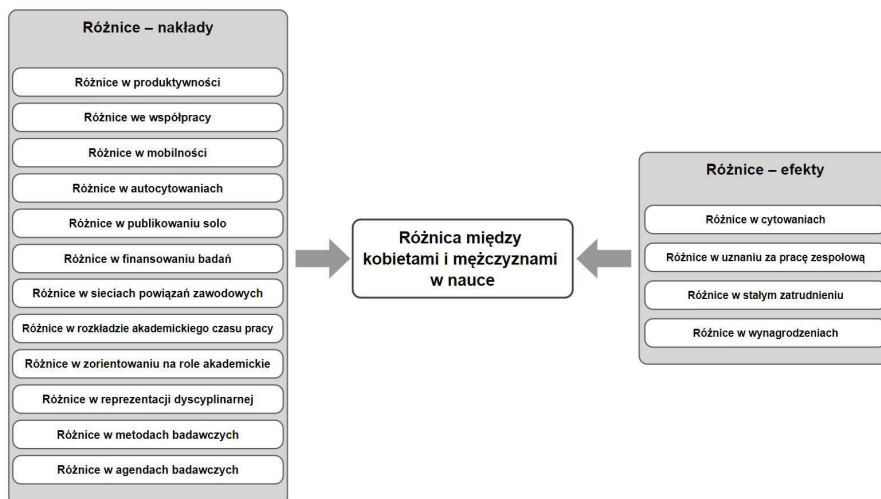 Różnice – nakłady
Różnice w produktywności
Różnice we współpracy
Różnice w mobilności
Różnice w autocytowaniach
Różnice w publikowaniu solo
Różnice w finansowaniu badań
Różnice w sieciach powiązań zawodowych
Różnice w rozkładzie akademickiego czasu pracy
Różnice w zorientowaniu na role akademickie
Różnice w reprezentacji dyscyplinarnej
Różnice w metodach badawczych
Różnice w agendach badawczych
Różnica między
kobietami i mężczyznami
w nauce
Różnice – efekty
Różnice w cytowaniach
Różnice w uznaniu za pracę zespołową
Różnice w stałym zatrudnieniu
Różnice w wynagrodzeniach